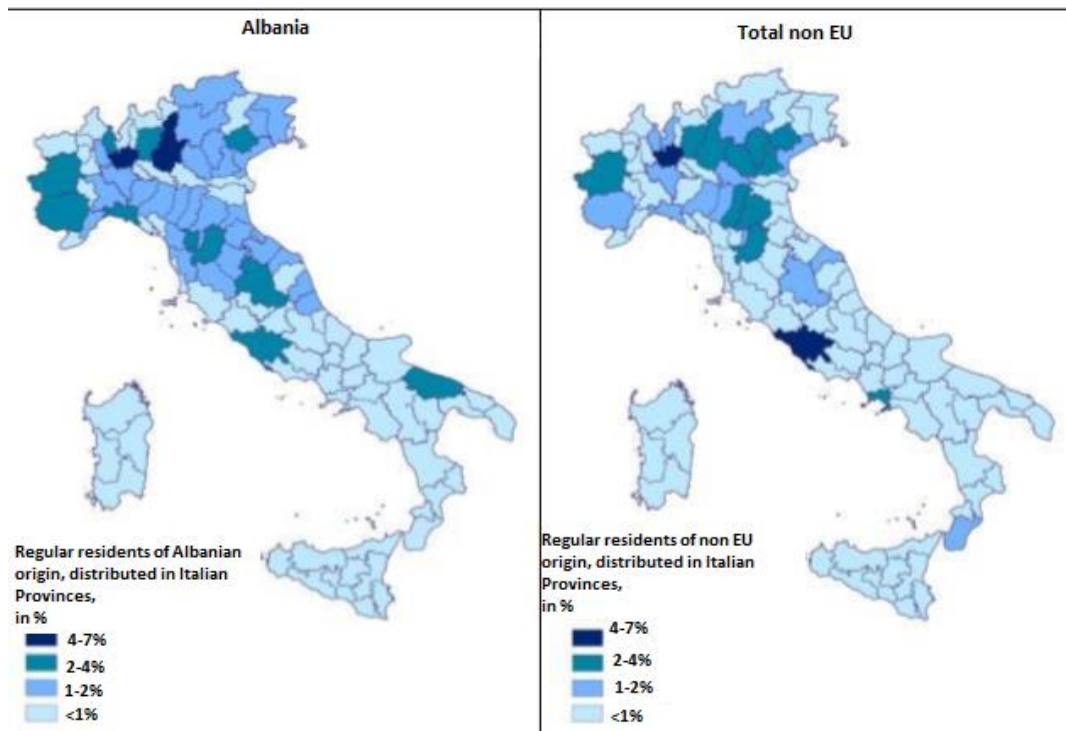 Albania
Regular residents of Albanian
origin, distributed in Italian
Provinces,
in %
4-7%
2-4%
1-2%
<1%
Total non EU
Regular residents of non EU
origin, distributed in Italian
Provinces,
in %
4-7%
2-4%
1-2%
<1%